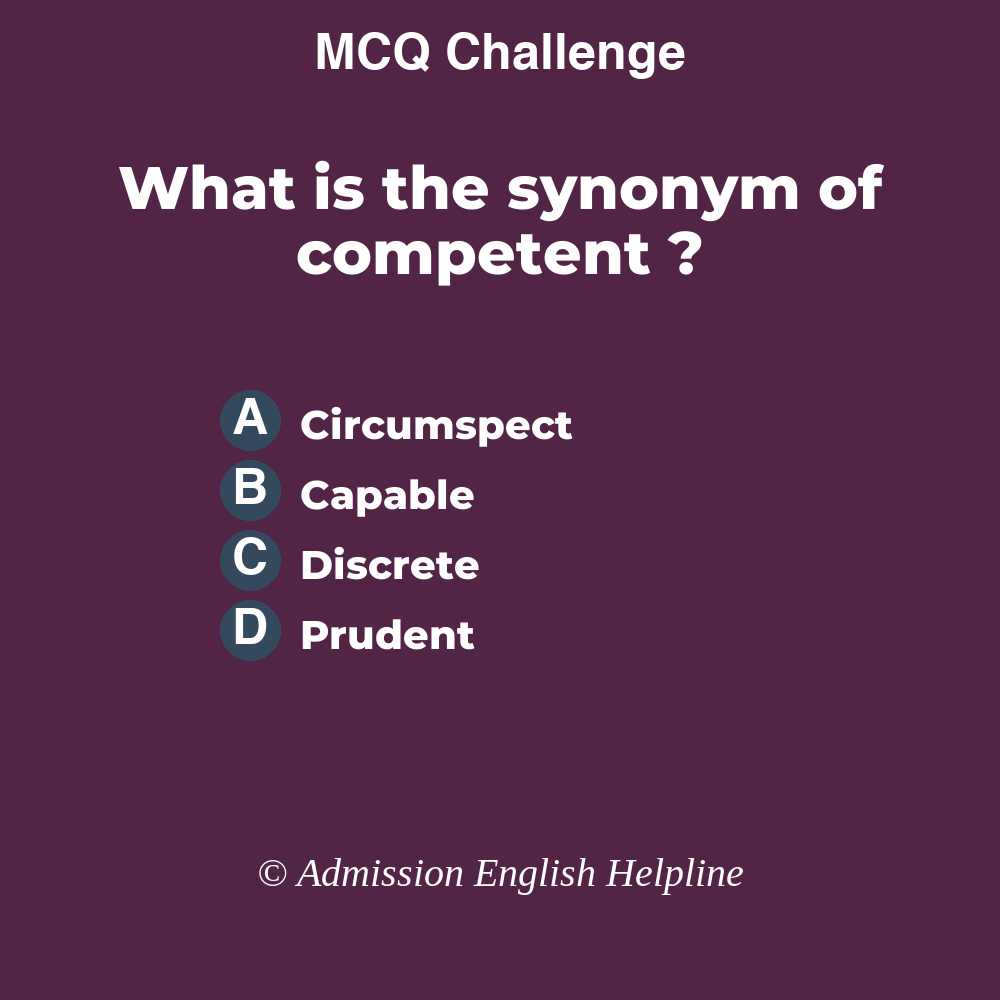 MCQ Challenge
What is the synonym of
competent ?
A Circumspect
B Capable
C Discrete
D Prudent
© Admission English Helpline